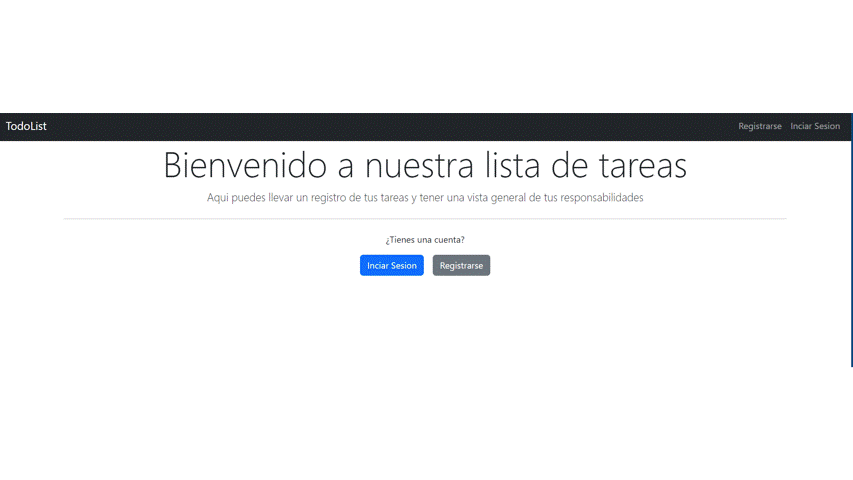 TodoList
Registrarse
Inciar Sesion
Bienvenido a nuestra lista de tareas
Aqui puedes llevar un registro de tus tareas y tener una vista general de tus responsabilidades
¿Tienes una cuenta?
Inciar Sesion
Registrarse